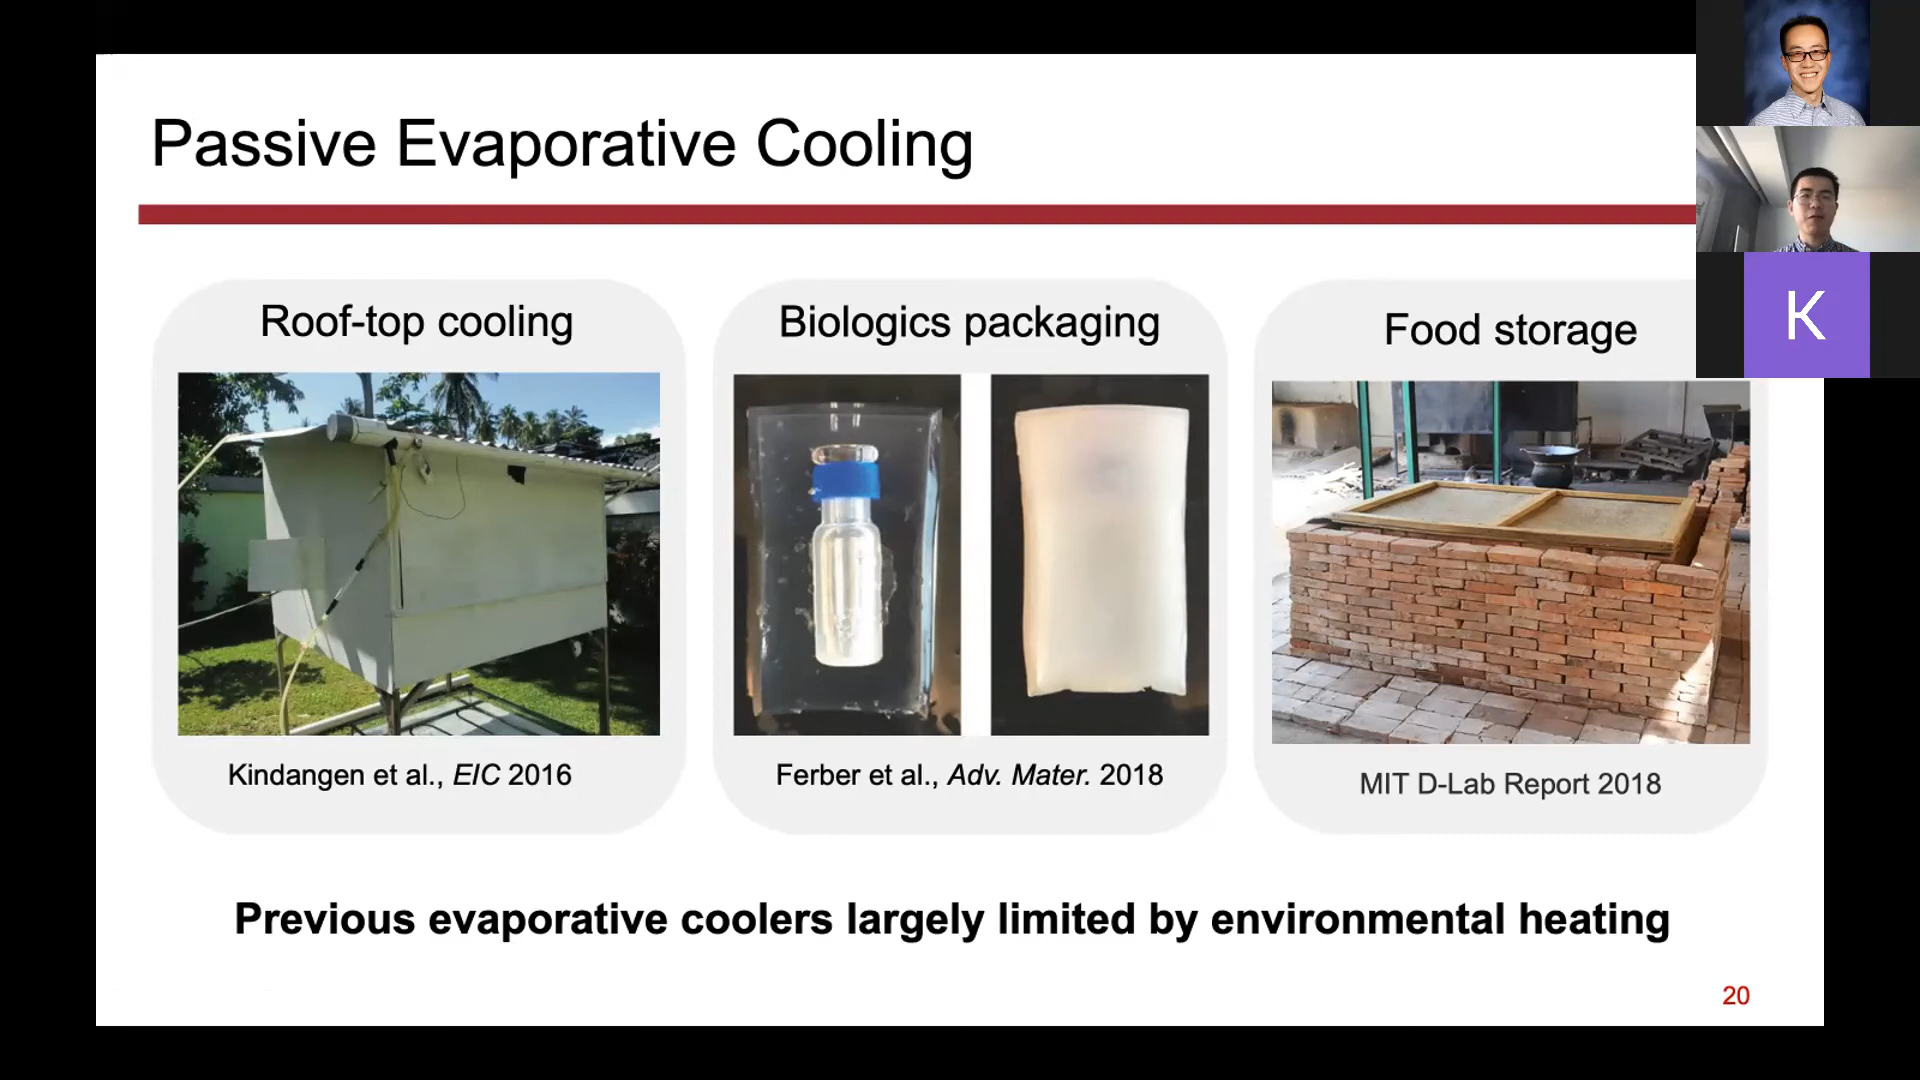 Passive Evaporative Cooling
Roof-top cooling
Biologics packaging
Food storage
Kindangen et al., EIC 2016
Ferber et al., Adv. Mater. 2018
MIT D-Lab Report 2018
Previous evaporative coolers largely limited by environmental heating
20
K